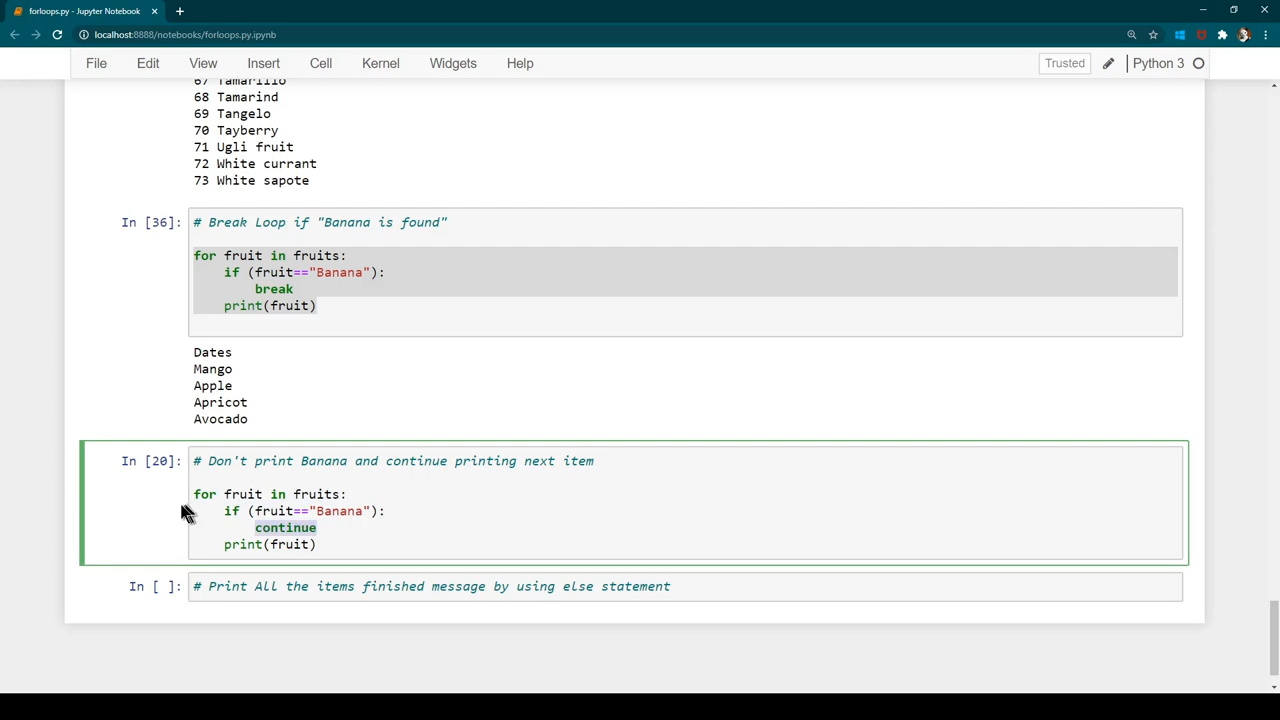 forloops.py - Jupyter Notebook
localhost:8888/notebooks/forloops.py.ipynb
File Edit View Insert Cell Kernel Widgets Help Trusted Python 3
67 Tamarillo
68 Tamarind
69 Tangelo
70 Tayberry
71 Ugli fruit
72 White currant
73 White sapote
In [36]: # Break Loop if "Banana is found"
for fruit in fruits:
    if (fruit=="Banana"):
        break
    print(fruit)
Dates
Mango
Apple
Apricot
Avocado
In [20]: # Don't print Banana and continue printing next item
for fruit in fruits:
    if (fruit=="Banana"):
        continue
    print(fruit)
In [ ]: # Print All the items finished message by using else statement